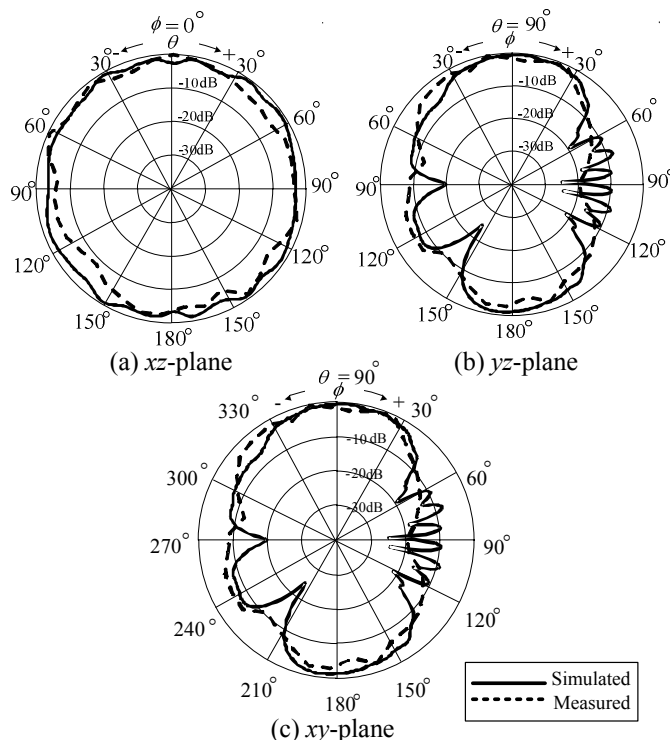 ϕ=0°
- θ +
30° 30°
-10dB
60° 60°
-20dB
-30dB
90° 90°
120° 120°
150° 150°
180°
(a) xz-plane
θ = 90°
- ϕ +
30° 30°
-10dB
60° 60°
-20dB
-30dB
90° 90°
120° 120°
150° 150°
180°
(b) yz-plane
θ = 90°
330° - ϕ + 30°
-10dB
300° 60°
-20dB
-30dB
270° 90°
240° 120°
210° 150°
180°
(c) xy-plane
Simulated
Measured